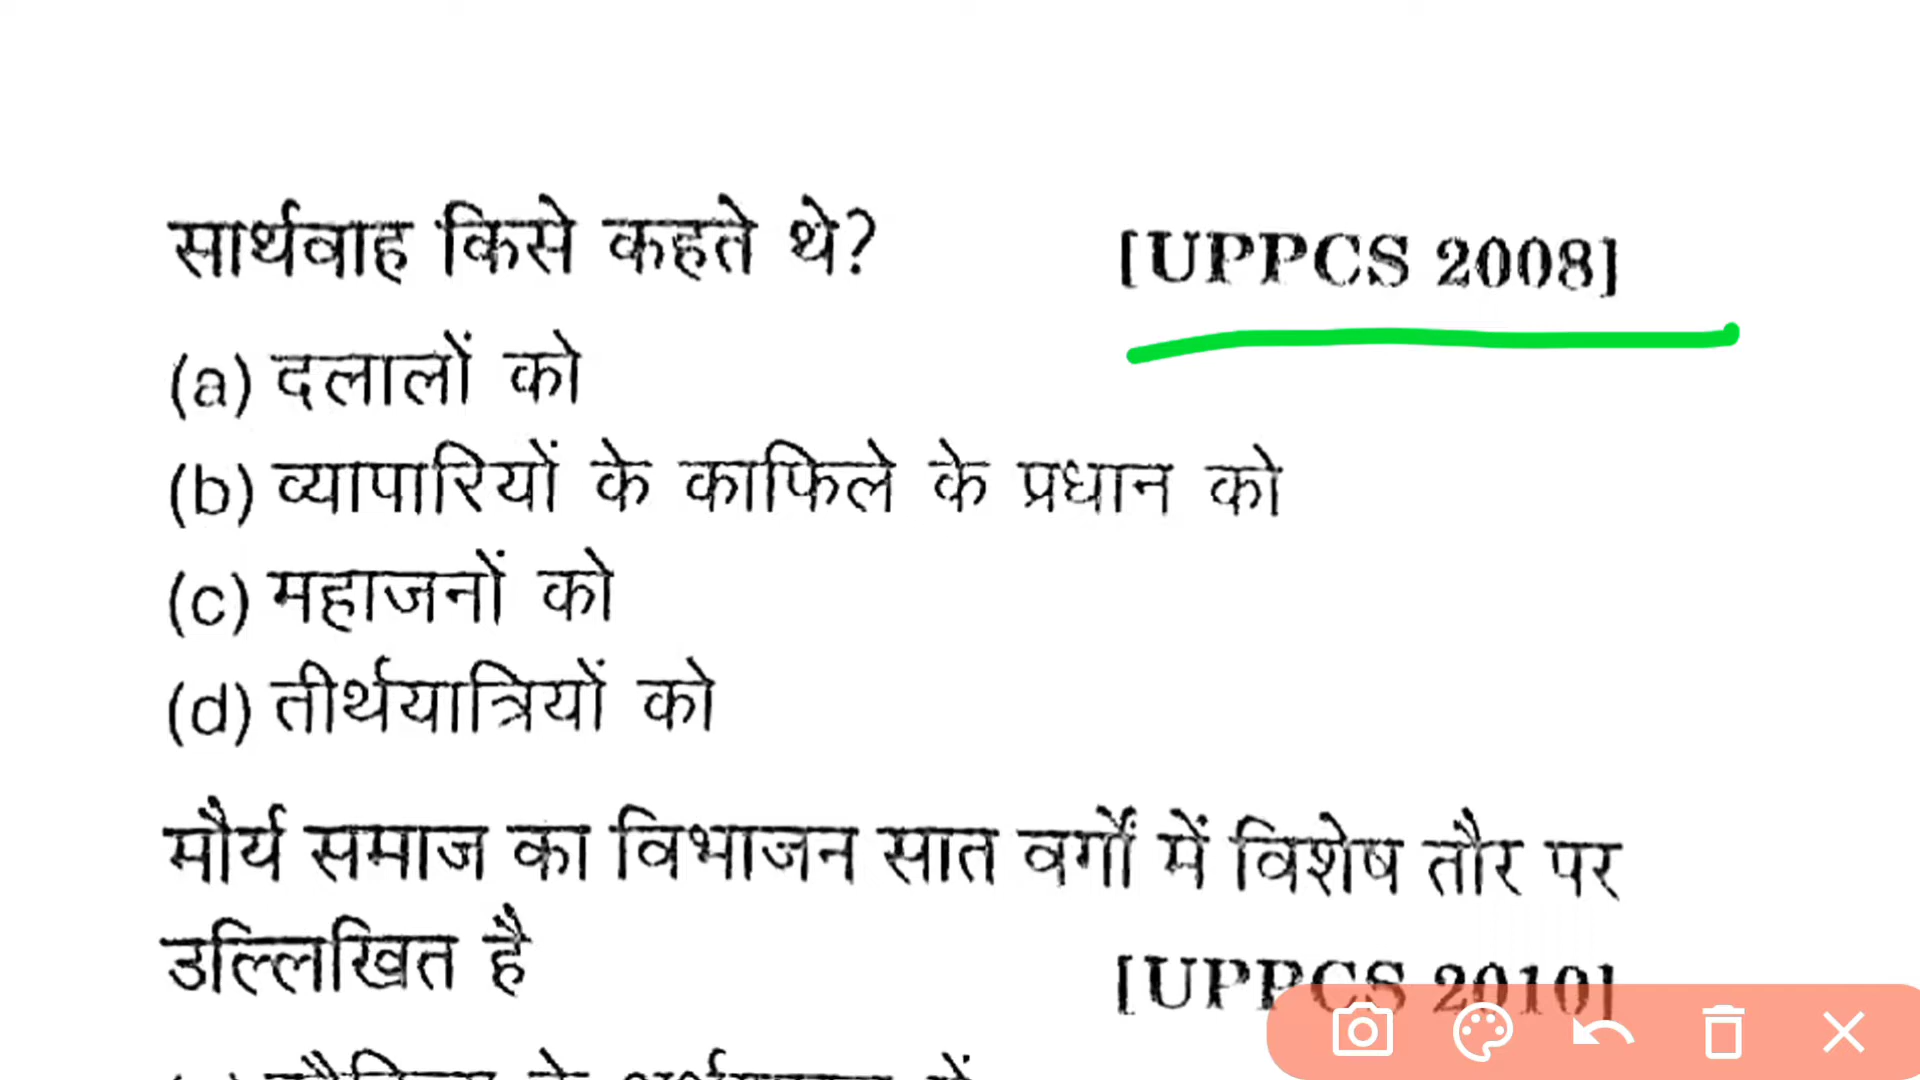 सार्थवाह किसे कहते थे? [UPPCS 2008]
(a) दलालों को
(b) व्यापारियों के काफिले के प्रधान को
(c) महाजनों को
(d) तीर्थयात्रियों को
मौर्य समाज का विभाजन सात वर्गों में विशेष तौर पर
उल्लिखित है [UPPCS 2010]